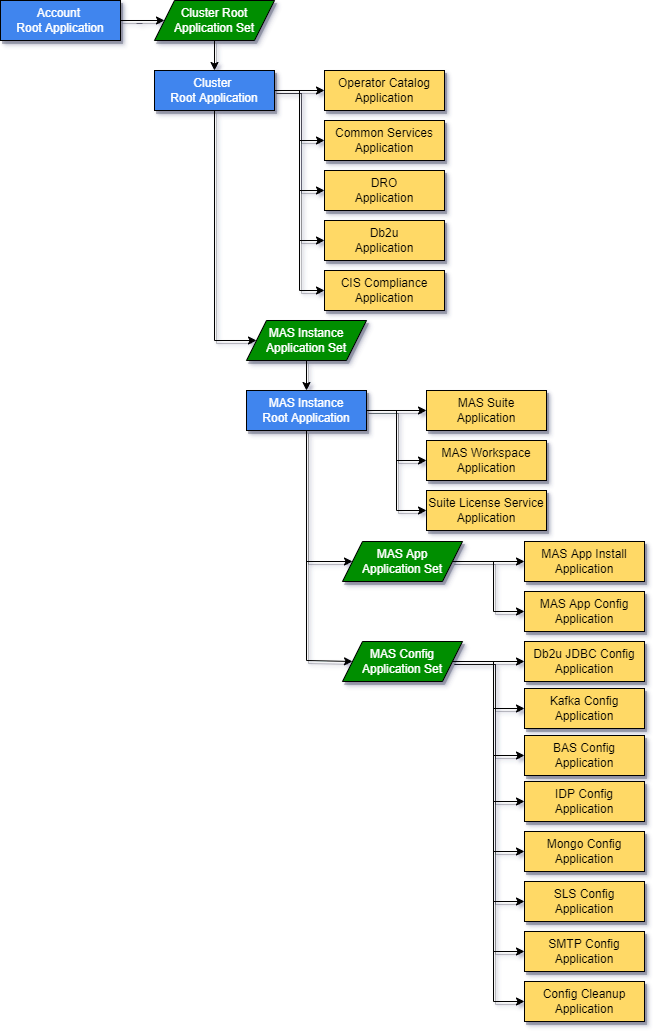 Account
Root Application
Cluster Root
Application Set
Cluster
Root Application
Operator Catalog
Application
Common Services
Application
DRO
Application
Db2u
Application
CIS Compliance
Application
MAS Instance
Application Set
MAS Instance
Root Application
MAS Suite
Application
MAS Workspace
Application
Suite License Service
Application
MAS App
Application Set
MAS App Install
Application
MAS App Config
Application
MAS Config
Application Set
Db2u JDBC Config
Application
Kafka Config
Application
BAS Config
Application
IDP Config
Application
Mongo Config
Application
SLS Config
Application
SMTP Config
Application
Config Cleanup
Application